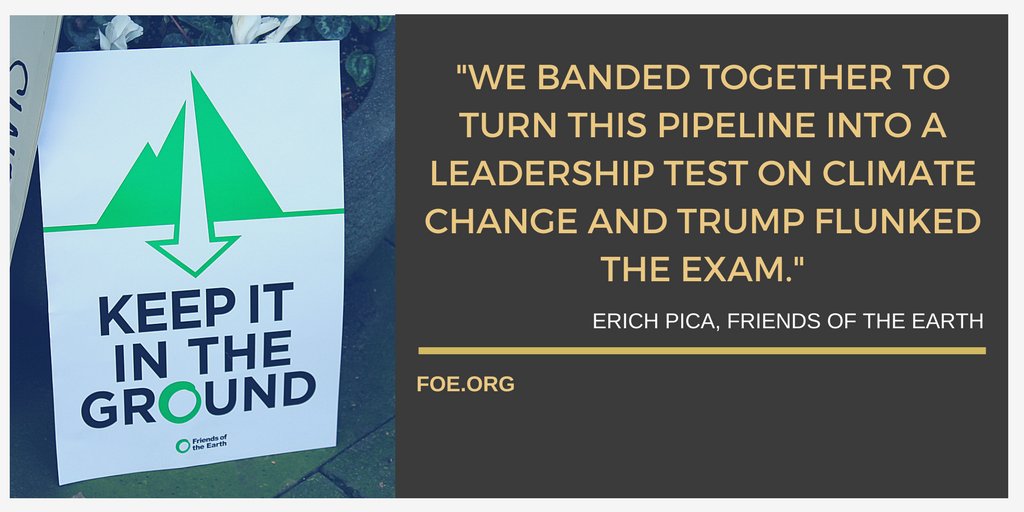 KEEP IT
IN THE
GROUND
Friends of
the Earth
"WE BANDED TOGETHER TO
TURN THIS PIPELINE INTO A
LEADERSHIP TEST ON CLIMATE
CHANGE AND TRUMP FLUNKED
THE EXAM."
ERICH PICA, FRIENDS OF THE EARTH
FOE.ORG